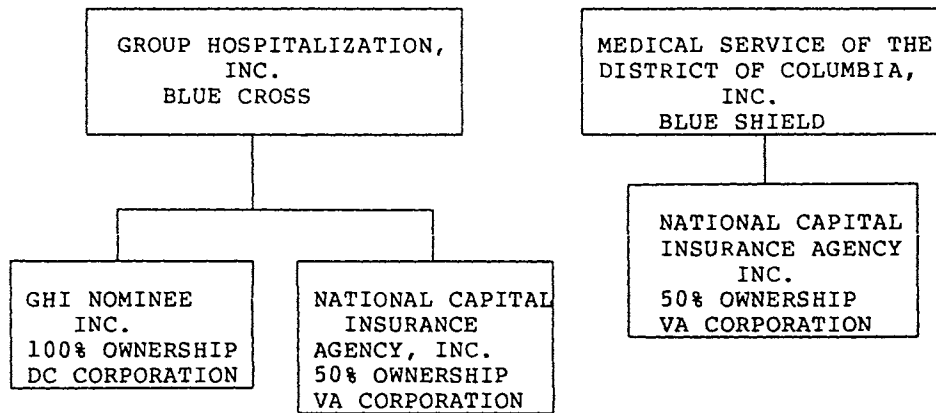 GROUP HOSPITALIZATION,
INC.
BLUE CROSS
MEDICAL SERVICE OF THE
DISTRICT OF COLUMBIA,
INC.
BLUE SHIELD
GHI NOMINEE
INC.
100% OWNERSHIP
DC CORPORATION
NATIONAL CAPITAL
INSURANCE
AGENCY, INC.
50% OWNERSHIP
VA CORPORATION
NATIONAL CAPITAL
INSURANCE AGENCY
INC.
50% OWNERSHIP
VA CORPORATION